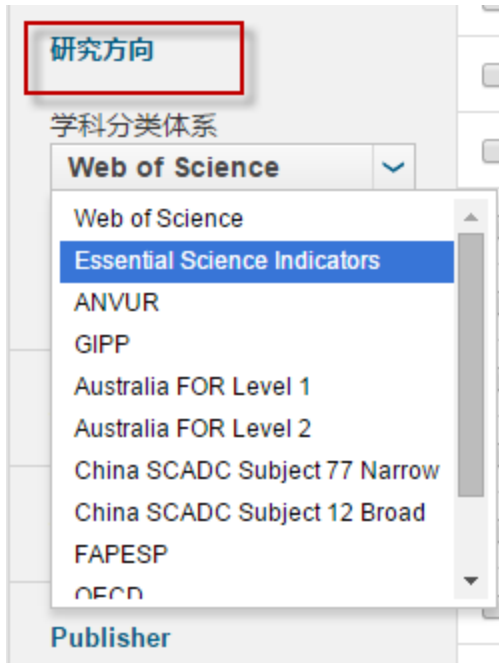 研究方向
学科分类体系
Web of Science
Web of Science
Essential Science Indicators
ANVUR
GIPP
Australia FOR Level 1
Australia FOR Level 2
China SCADC Subject 77 Narrow
China SCADC Subject 12 Broad
FAPESP
OECD
Publisher